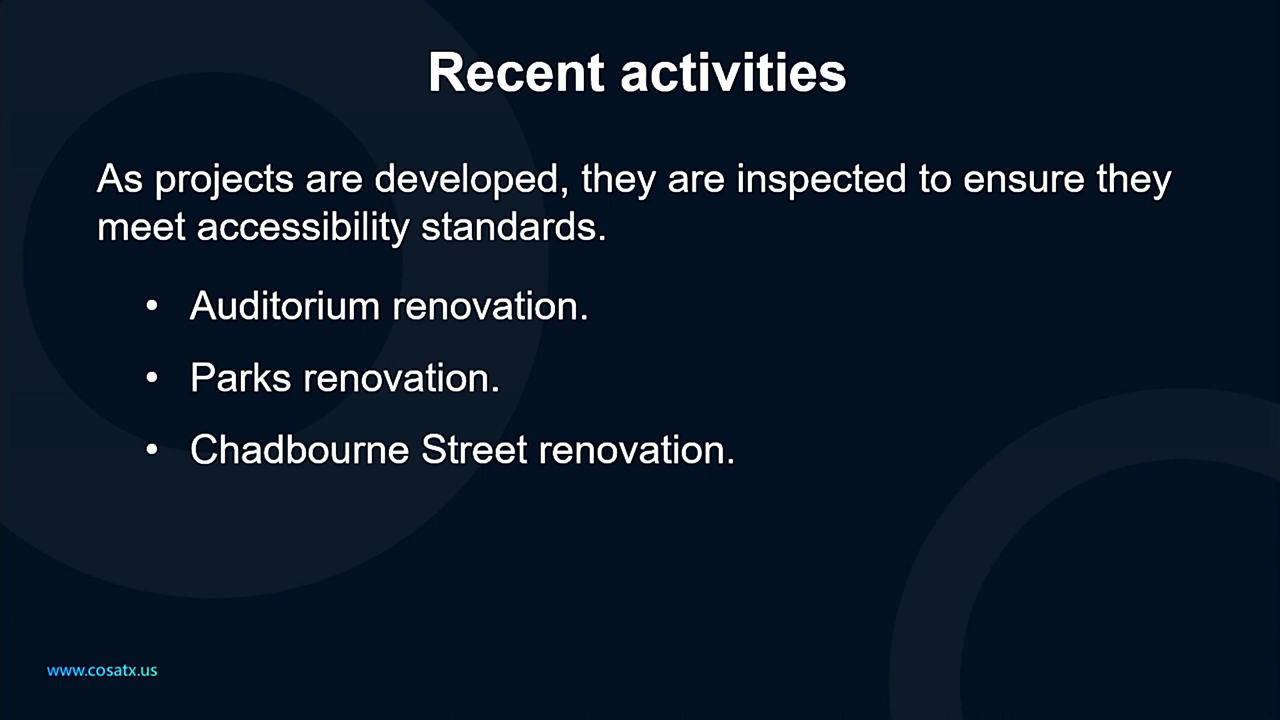 Recent activities
As projects are developed, they are inspected to ensure they
meet accessibility standards.
• Auditorium renovation.
• Parks renovation.
• Chadbourne Street renovation.
www.cosatx.us